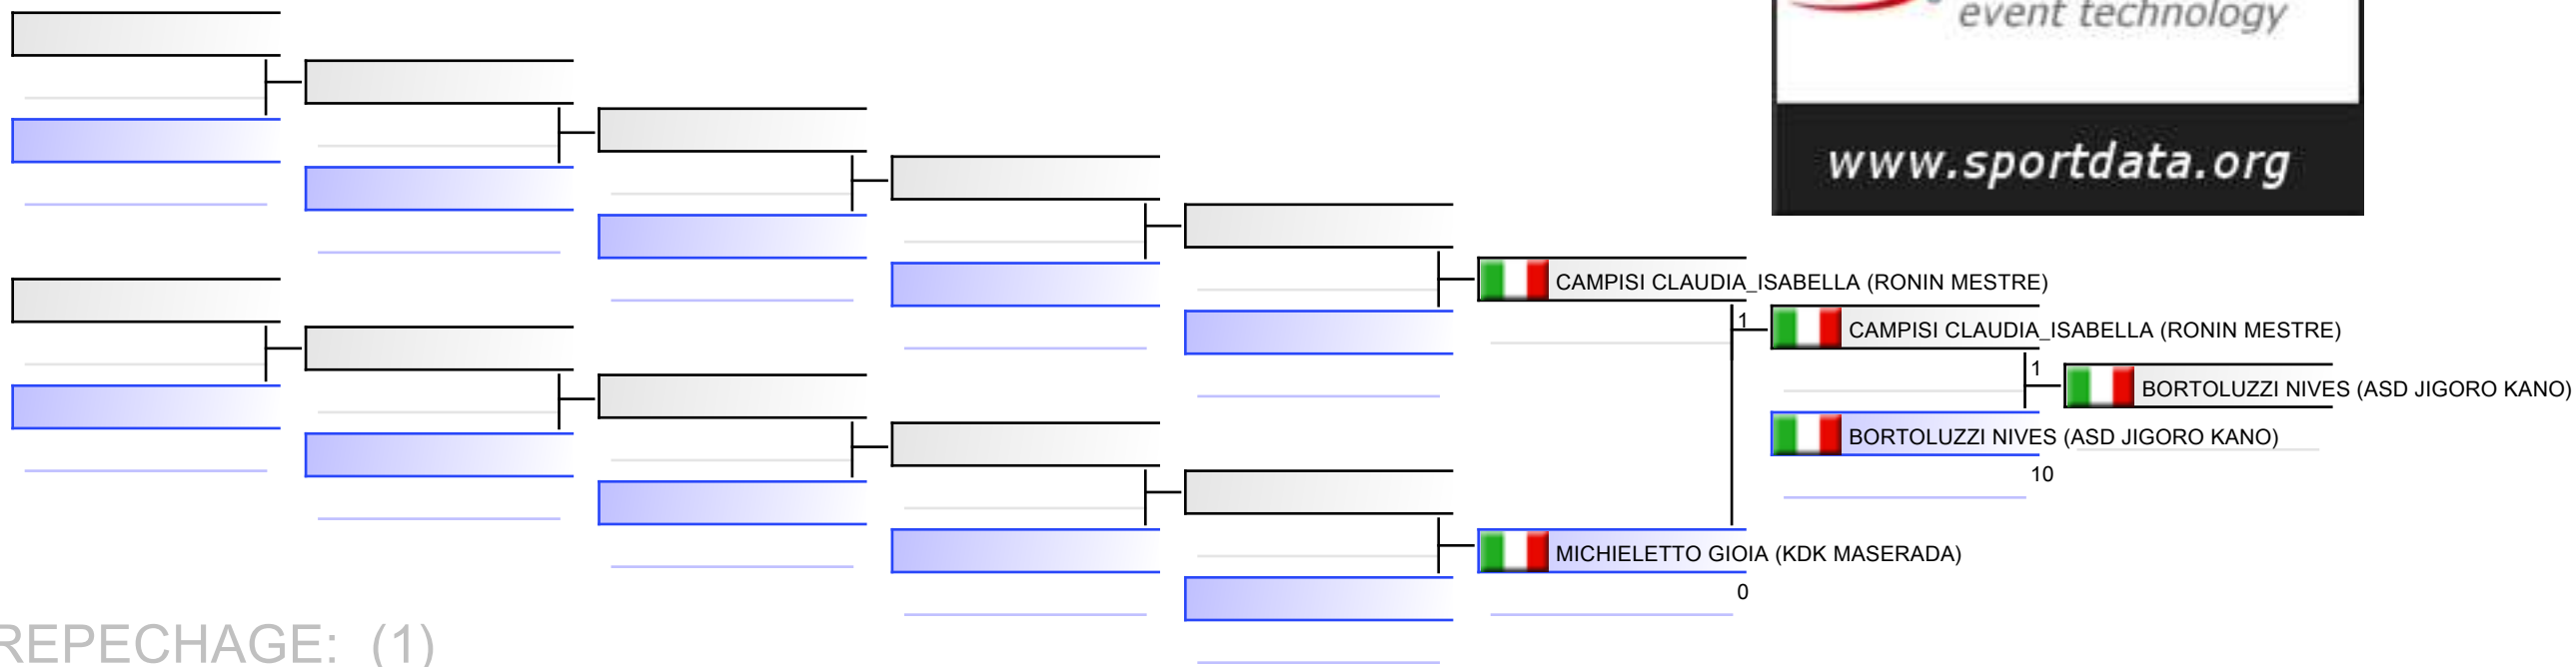 event technology
www.sportdata.org
CAMPISI CLAUDIA_ISABELLA (RONIN MESTRE)
1
CAMPISI CLAUDIA_ISABELLA (RONIN MESTRE)
1
BORTOLUZZI NIVES (ASD JIGORO KANO)
BORTOLUZZI NIVES (ASD JIGORO KANO)
10
MICHIELETTO GIOIA (KDK MASERADA)
0
REPECHAGE: (1)